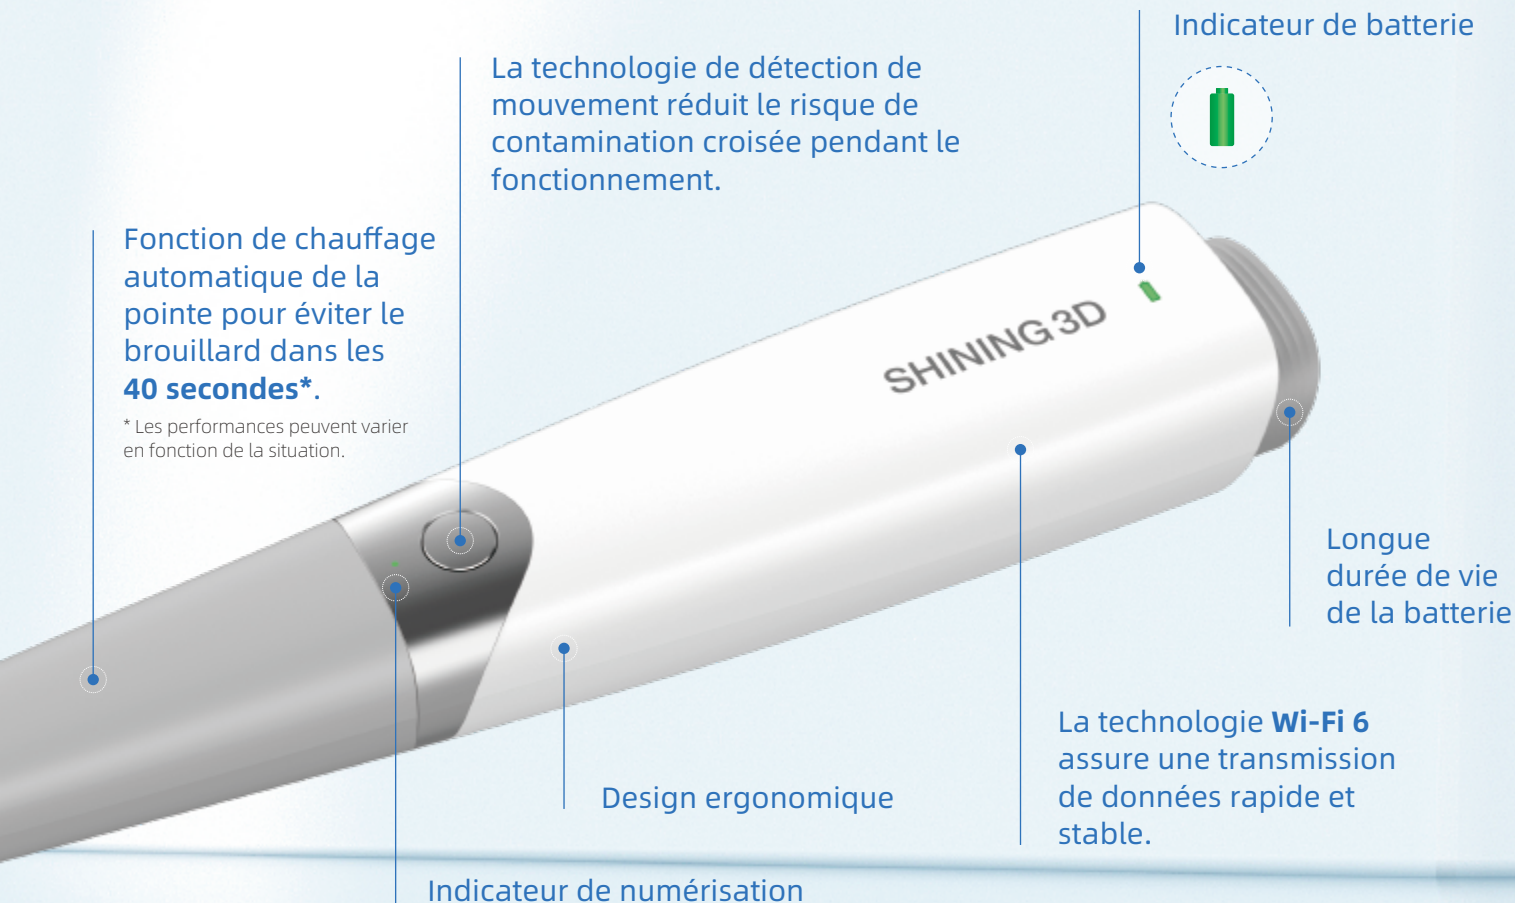 Indicateur de batterie
La technologie de détection de
mouvement réduit le risque de
contamination croisée pendant le
fonctionnement.
Fonction de chauffage
automatique de la
pointe pour éviter le
brouillard dans les
40 secondes*.
* Les performances peuvent varier
en fonction de la situation.
SHINING 3D
Longue
durée de vie
de la batterie
La technologie Wi-Fi 6
assure une transmission
de données rapide et
stable.
Design ergonomique
Indicateur de numérisation